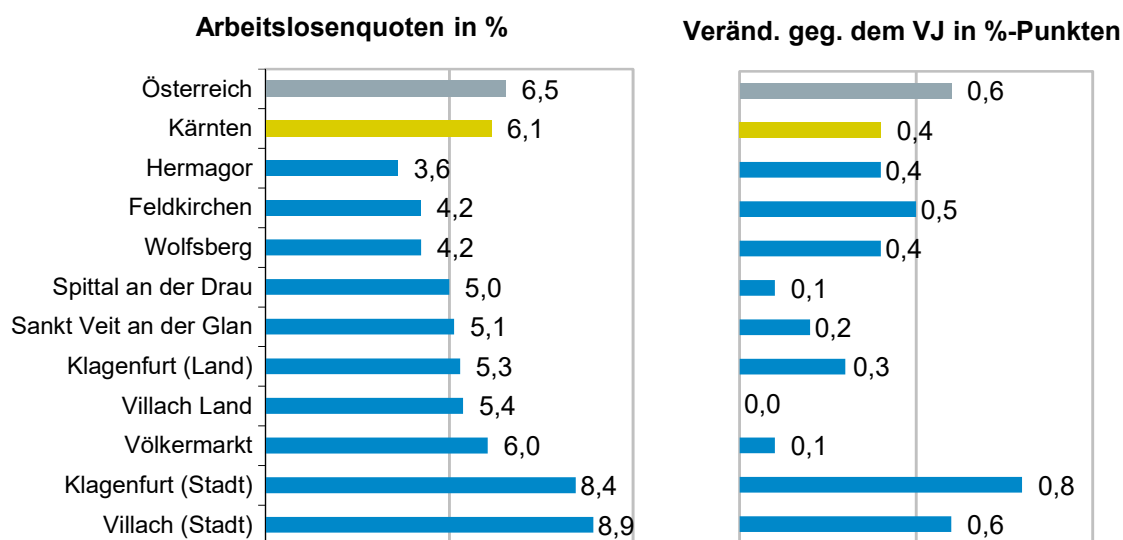 Arbeitslosenquoten in % Veränd. geg. dem VJ in %-Punkten
Österreich 6,5 0,6
Kärnten 6,1 0,4
Hermagor 3,6 0,4
Feldkirchen 4,2 0,5
Wolfsberg 4,2 0,4
Spittal an der Drau 5,0 0,1
Sankt Veit an der Glan 5,1 0,2
Klagenfurt (Land) 5,3 0,3
Villach Land 5,4 0,0
Völkermarkt 6,0 0,1
Klagenfurt (Stadt) 8,4 0,8
Villach (Stadt) 8,9 0,6